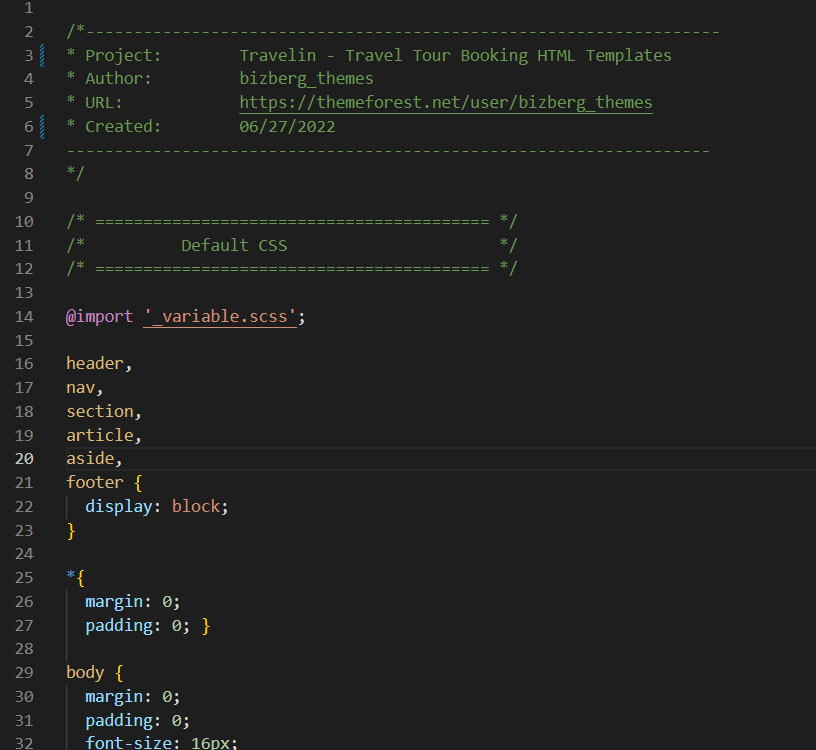 1
2 /*------------------------------------------------------------------
3 * Project:        Travelin - Travel Tour Booking HTML Templates
4 * Author:         bizberg_themes
5 * URL:            https://themeforest.net/user/bizberg_themes
6 * Created:        06/27/2022
7 -------------------------------------------------------------------
8 */
9
10 /* ========================================= */
11 /*          Default CSS                      */
12 /* ========================================= */
13
14 @import '_variable.scss';
15
16 header,
17 nav,
18 section,
19 article,
20 aside,
21 footer {
22   display: block;
23 }
24
25 *{
26   margin: 0;
27   padding: 0; }
28
29 body {
30   margin: 0;
31   padding: 0;
32   font-size: 16px;